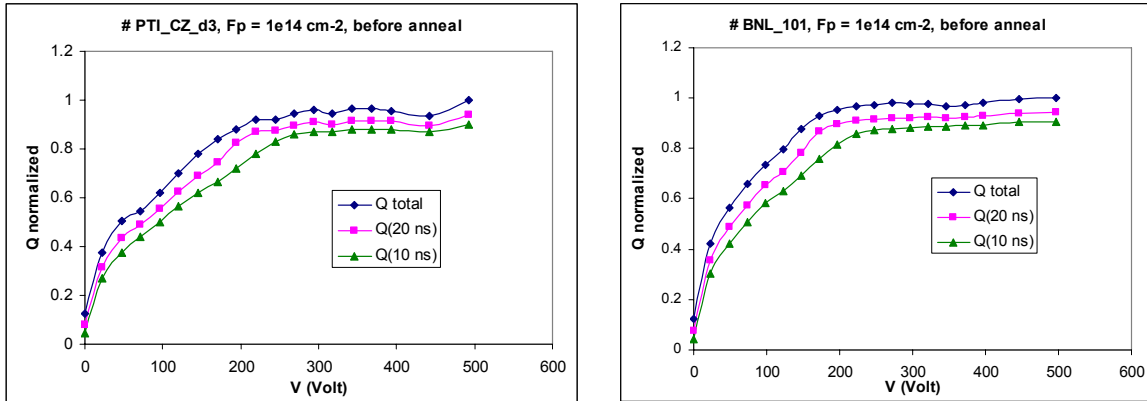 # PTI_CZ_d3, Fp = 1e14 cm-2, before anneal
1.2
1
0.8
0.6
0.4
0.2
0
Q normalized
0 100 200 300 400 500 600
V (Volt)
Q total
Q(20 ns)
Q(10 ns)
# BNL_101, Fp = 1e14 cm-2, before anneal
1.2
1
0.8
0.6
0.4
0.2
0
Q normalized
0 100 200 300 400 500 600
V (Volt)
Q total
Q(20 ns)
Q(10 ns)